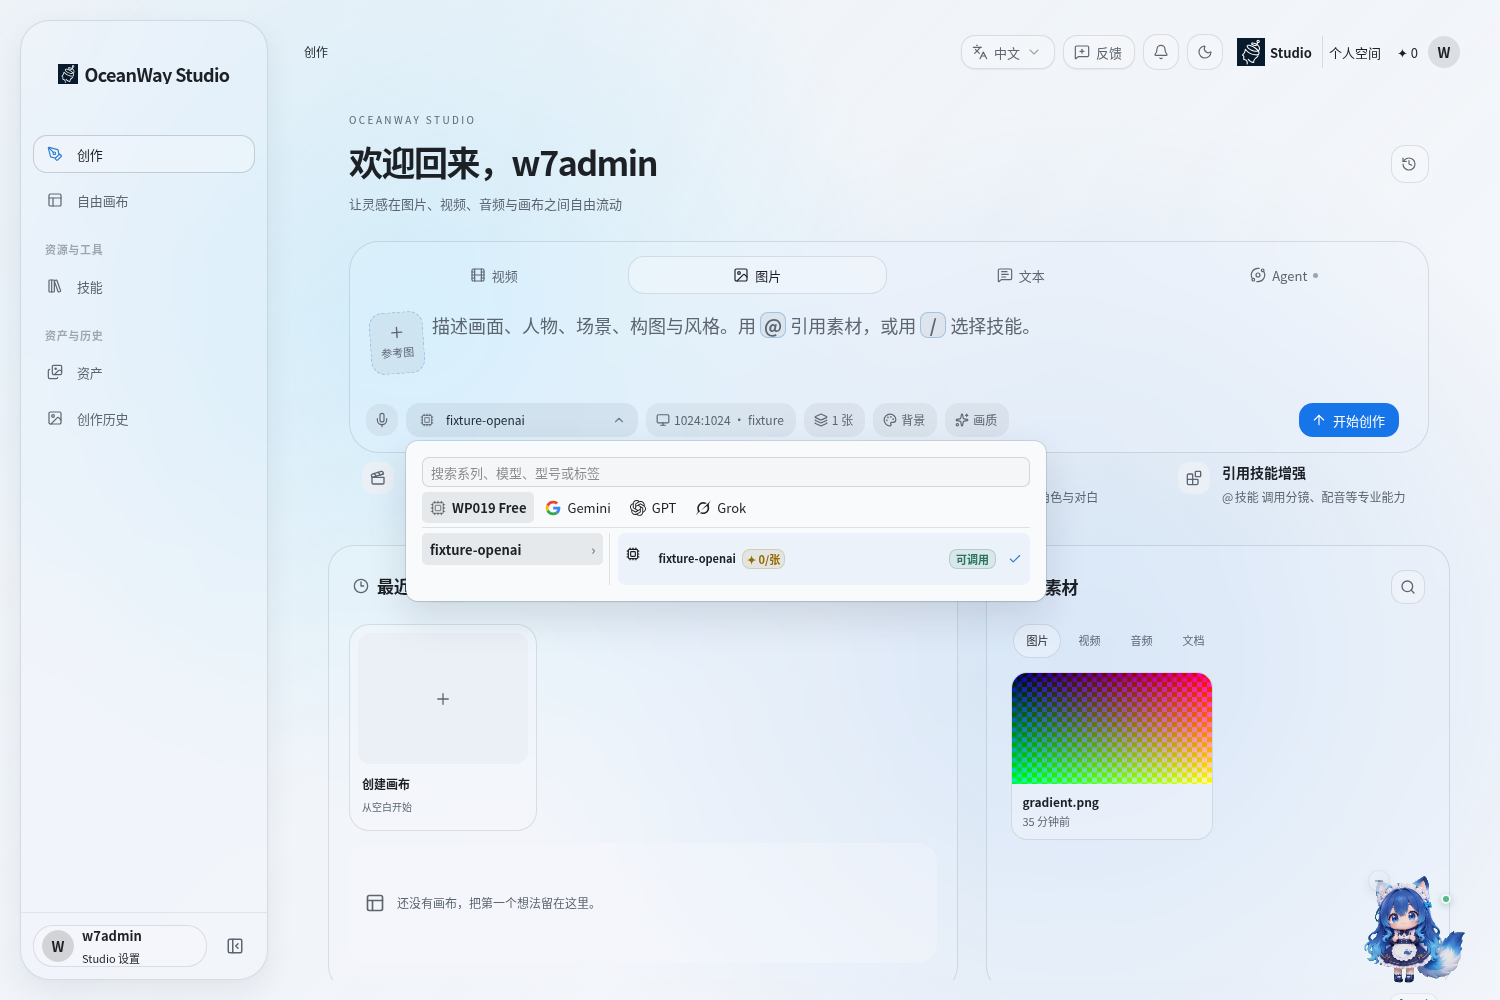 OceanWay Studio
创作
自由画布
资源与工具
技能
资产与历史
资产
创作历史
W
w7admin
Studio 设置
创作
中文
反馈
Studio
个人空间
✦ 0
W
OCEANWAY STUDIO
欢迎回来，w7admin
让灵感在图片、视频、音频与画布之间自由流动
视频
图片
文本
Agent
参考图
描述画面、人物、场景、构图与风格。用 @ 引用素材，或用 / 选择技能。
fixture-openai
1024:1024 • fixture
1 张
背景
画质
开始创作
搜索系列、模型、型号或标签
WP019 Free
Gemini
GPT
Grok
fixture-openai
fixture-openai
✦ 0/张
可调用
色与对白
引用技能增强
@技能 调用分镜、配音等专业能力
最近
素材
图片
视频
音频
文档
创建画布
从空白开始
gradient.png
35 分钟前
还没有画布，把第一个想法留在这里。